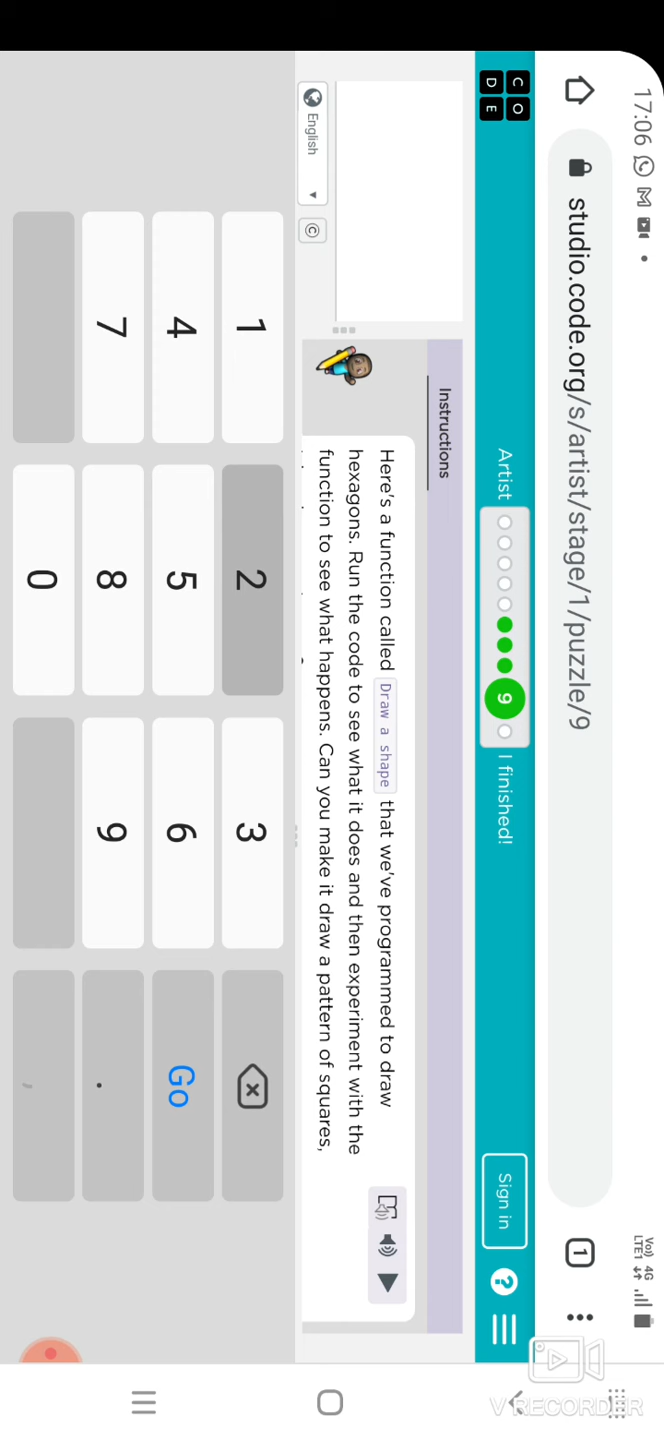 17:06
Vo)) 4G
LTE1
studio.code.org/s/artist/stage/1/puzzle/9
1
C O
D E
Artist
9
I finished!
Sign in
?
Instructions
Here's a function called Draw a shape that we've programmed to draw
hexagons. Run the code to see what it does and then experiment with the
function to see what happens. Can you make it draw a pattern of squares,
English
©
1 2 3
4 5 6 Go
7 8 9 .
0 ,
V RECORDER